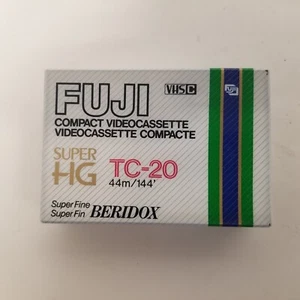 FUJI
VHS C
COMPACT VIDEOCASSETTE
VIDEOCASSETTE COMPACTE
SUPER
HG
TC-20
44m/144'
Super Fine
Super Fin
BERIDOX